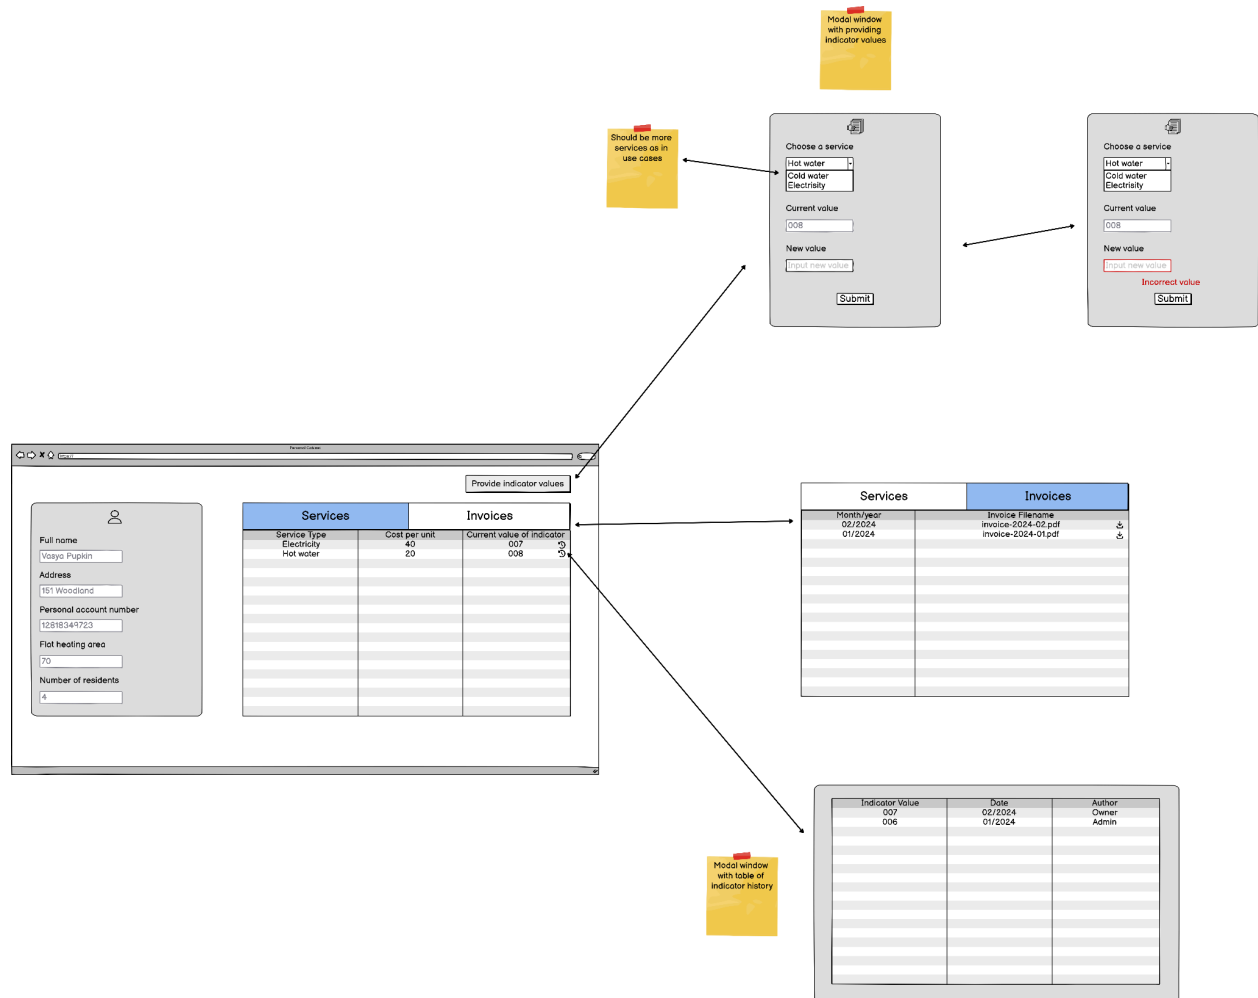 Modal window
with providing
indicator values
Should be more
services as in
use cases
Choose a service
Hot water
Cold water
Electrisity
Current value
008
New value
Input new value
Submit
Choose a service
Hot water
Cold water
Electrisity
Current value
008
New value
Input new value
Incorrect value
Submit
Provide indicator values
Full name
Vasya Pupkin
Address
151 Woodland
Personal account number
12818349723
Flat heating area
70
Number of residents
4
Services Invoices
Service Type Cost per unit Current value of indicator
Electricity 40 007
Hot water 20 008
Services Invoices
Month/year Invoice Filename
02/2024 invoice-2024-02.pdf
01/2024 invoice-2024-01.pdf
Modal window
with table of
indicator history
Indicator Value Date Author
007 02/2024 Owner
006 01/2024 Admin